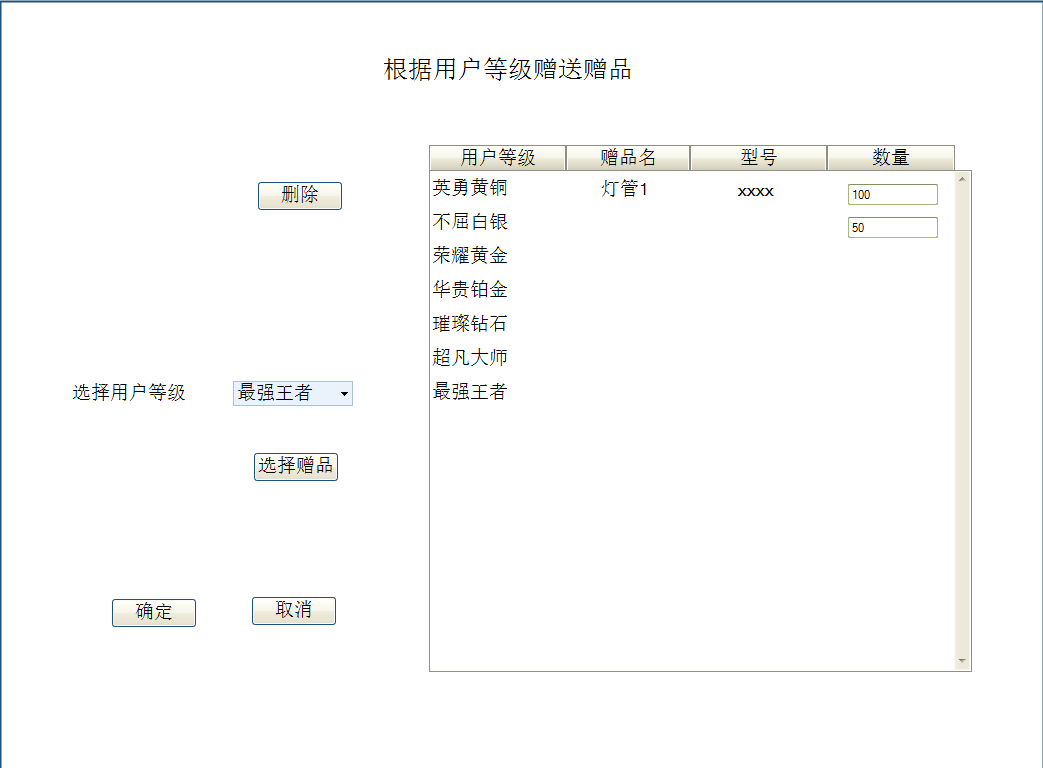 根据用户等级赠送赠品
用户等级 赠品名 型号 数量
删除
英勇黄铜 灯管1 xxxx 100
不屈白银 50
荣耀黄金
华贵铂金
璀璨钻石
超凡大师
选择用户等级 最强王者
最强王者
选择赠品
确定 取消